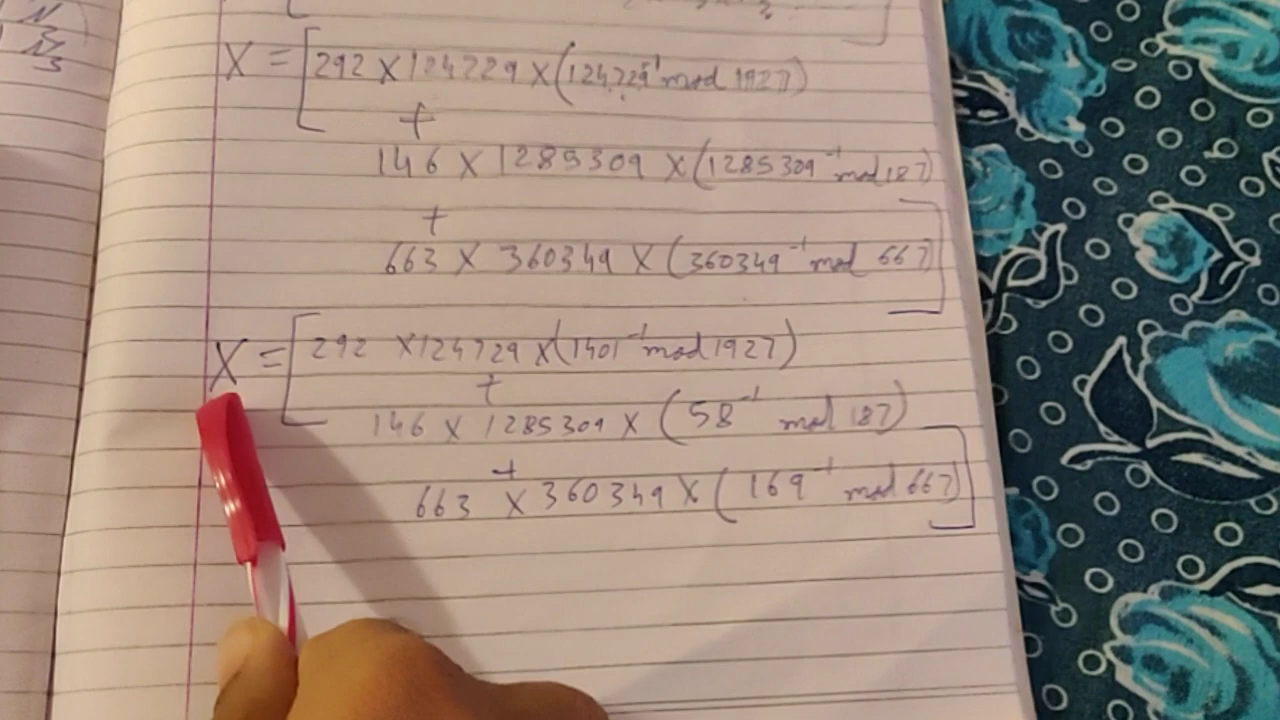 X = [292 × 124729 × (124729⁻¹ mod 1927)
+
146 × 1285309 × (1285309⁻¹ mod 187)
+
663 × 360349 × (360349⁻¹ mod 667)]
X = [292 × 124729 × (1401⁻¹ mod 1927)
+
146 × 1285309 × (58⁻¹ mod 187)
+
663 × 360349 × (169⁻¹ mod 667)]